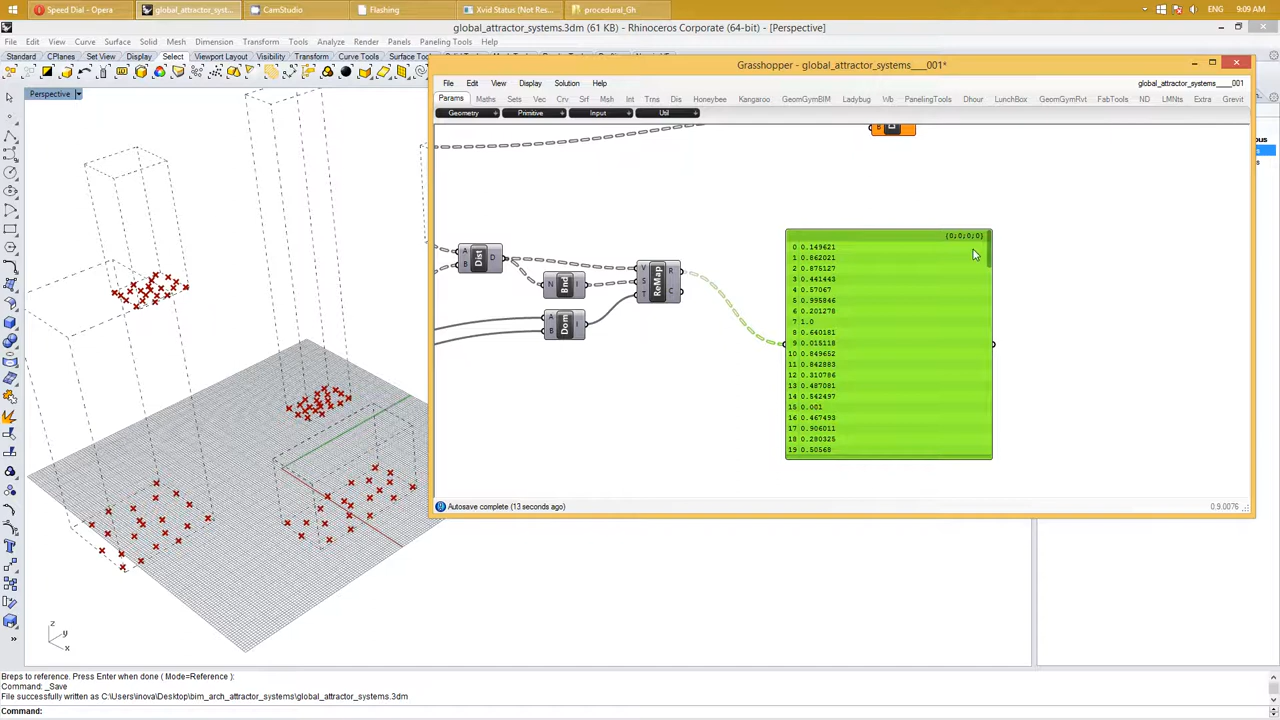 Speed Dial - Opera
global_attractor_syst...
CamStudio
Flashing
Xvid Status (Not Res...
-procedural_Gh
ENG
9:09 AM
global_attractor_systems.3dm (61 KB) - Rhinoceros Corporate (64-bit) - [Perspective]
File Edit View Curve Surface Solid Mesh Dimension Transform Tools Analyze Render Panels Paneling Tools
Standard CPlanes Set View Display Select Viewport Layout Visibility Transform
Perspective
Grasshopper - global_attractor_systems___001*
File Edit View Display Solution Help
global_attractor_systems___001
Params Maths Sets Vec Crv Srf Msh Int Trns Dis Honeybee Kangaroo GeomGymBIM Ladybug Wb PanelingTools Dhour LunchBox GeomGymRvt FabTools ND LMNts Extra Grevit
Geometry Primitive Input Util
B
{0;0;0;0}
0 0.149621
1 0.862021
2 0.875127
3 0.441443
4 0.57067
5 0.995846
6 0.201278
7 1.0
8 0.640181
9 0.015118
10 0.849652
11 0.842883
12 0.310786
13 0.487081
14 0.542497
15 0.001
16 0.467493
17 0.906011
18 0.280325
19 0.50568
A B Dist D
N Bnd I
A B Dom I
V S T ReMap R C
Autosave complete (13 seconds ago)
0.9.0076
z
y
x
Breps to reference. Press Enter when done ( Mode=Reference ):
Command: _Save
File successfully written as C:\Users\inova\Desktop\bim_arch_attractor_systems\global_attractor_systems.3dm
Command: